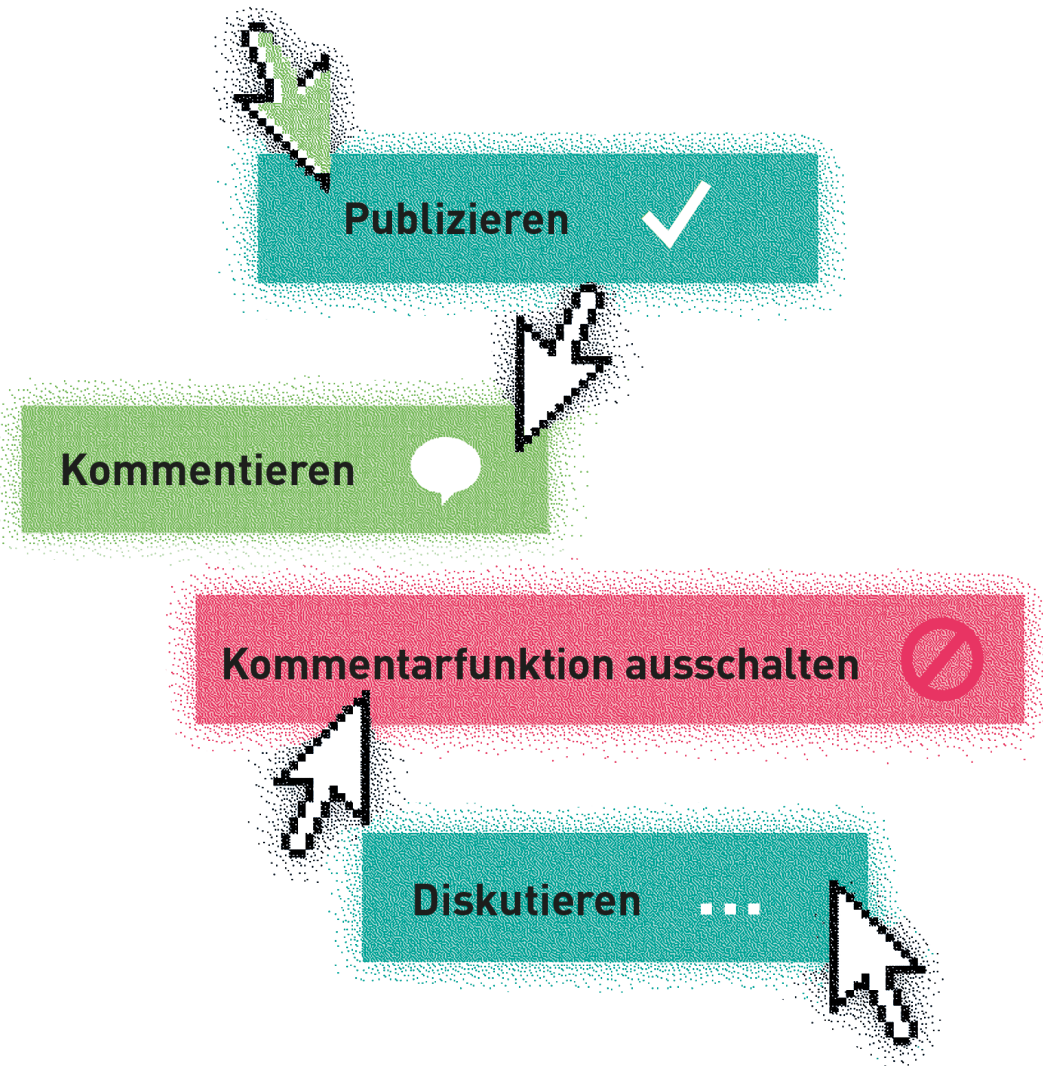 Publizieren
Kommentieren
Kommentarfunktion ausschalten
Diskutieren ...